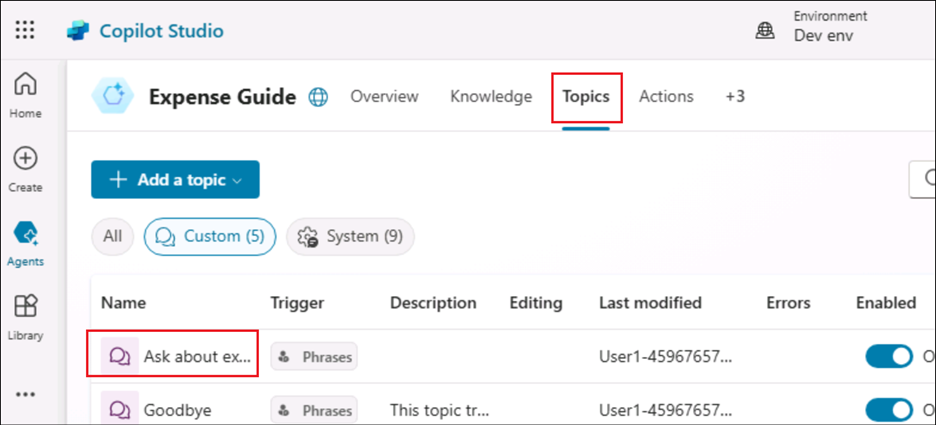 Copilot Studio
Environment
Dev env
Home
Create
Agents
Library
Expense Guide Overview Knowledge Topics Actions +3
+ Add a topic
All Custom (5) System (9)
Name Trigger Description Editing Last modified Errors Enabled
Ask about ex... Phrases User1-45967657... O
Goodbye Phrases This topic tr... User1-45967657... O